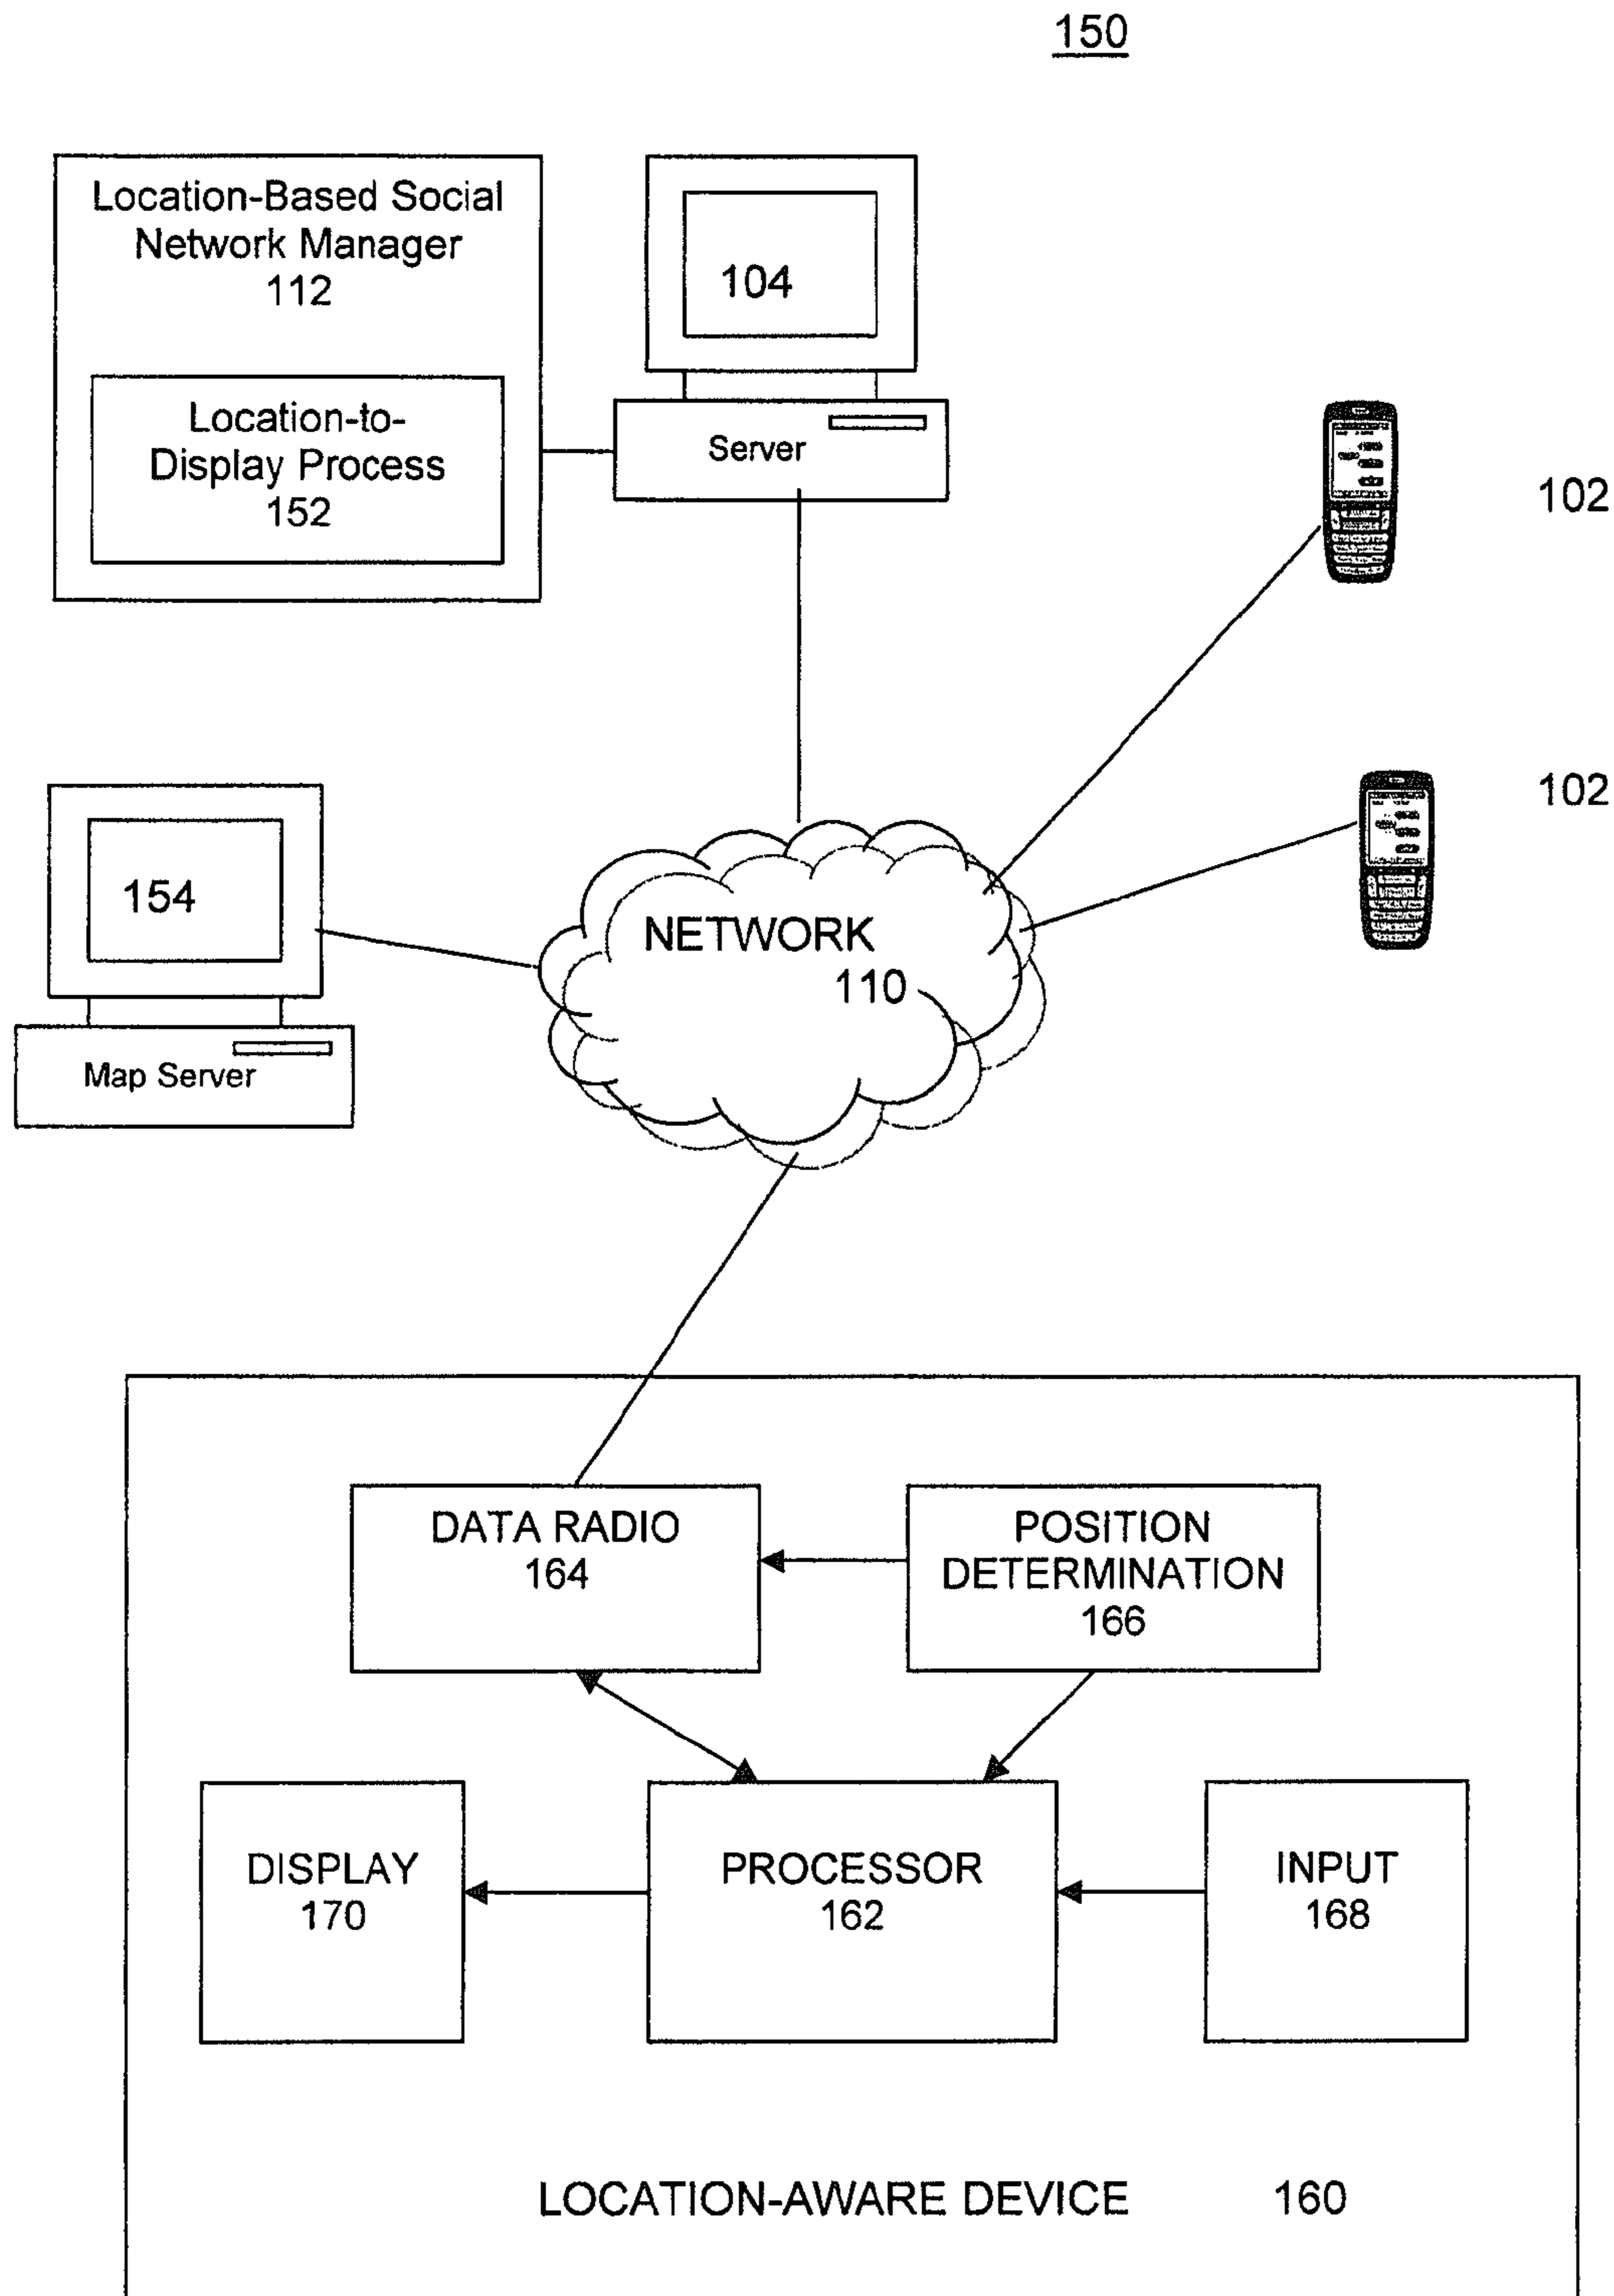 150
Location-Based Social
Network Manager
112
Location-to-
Display Process
152
104
Server
102
102
154
Map Server
NETWORK
110
DATA RADIO
164
POSITION
DETERMINATION
166
DISPLAY
170
PROCESSOR
162
INPUT
168
LOCATION-AWARE DEVICE 160